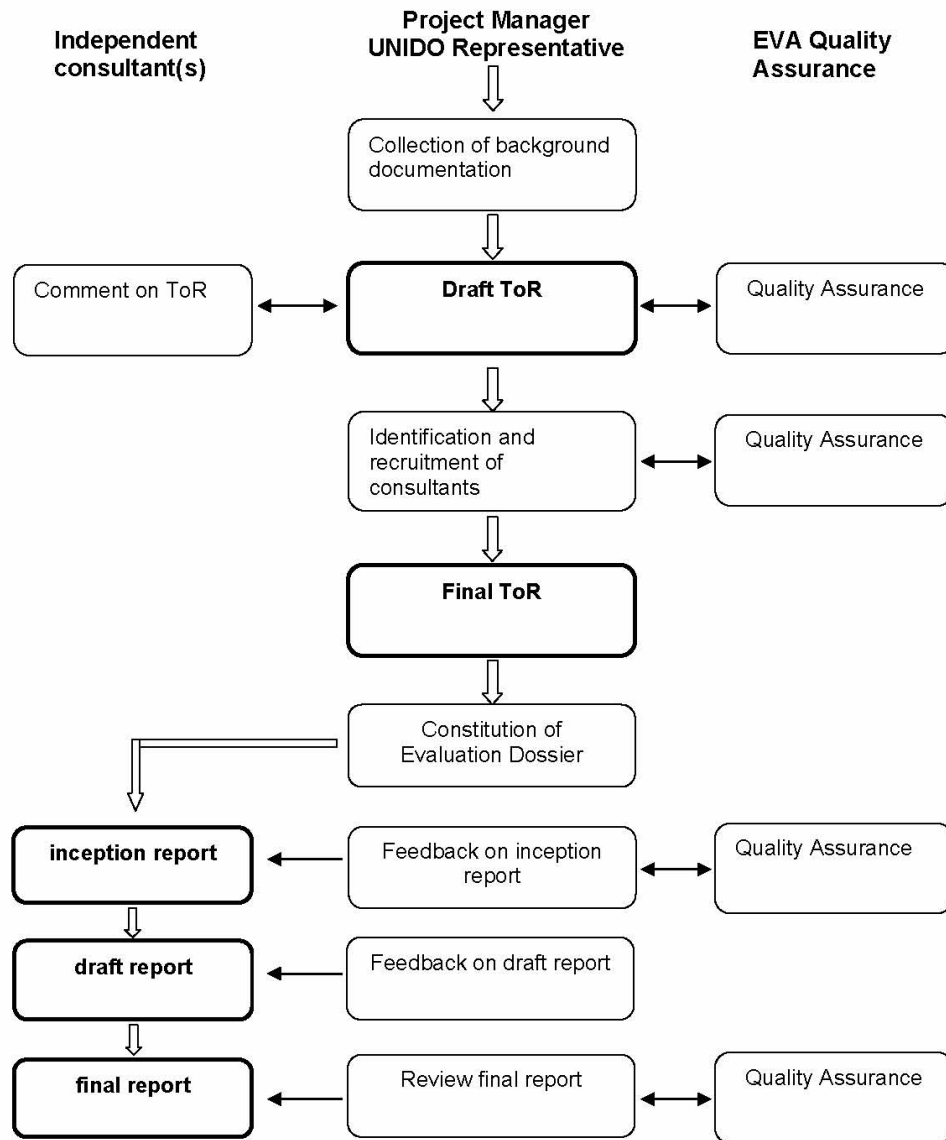 Independent
consultant(s)
Project Manager
UNIDO Representative
EVA Quality
Assurance
Collection of background
documentation
Comment on ToR
Draft ToR
Quality Assurance
Identification and
recruitment of
consultants
Quality Assurance
Final ToR
Constitution of
Evaluation Dossier
inception report
Feedback on inception
report
Quality Assurance
draft report
Feedback on draft report
final report
Review final report
Quality Assurance